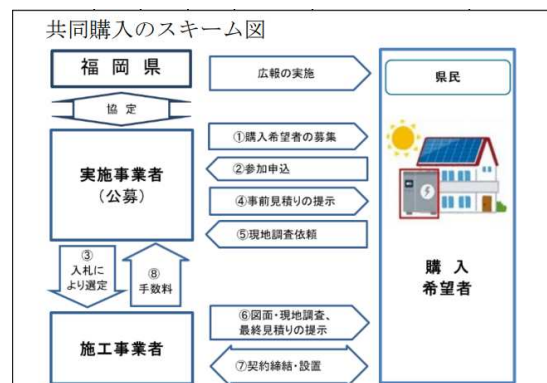 共同購入のスキーム図
福岡県
広報の実施
県民
協定
実施事業者
(公募)
①購入希望者の募集
②参加申込
④事前見積りの提示
⑤現地調査依頼
購入
希望者
③
入札に
より選定
⑧
手数料
施工事業者
⑥図面・現地調査、
最終見積りの提示
⑦契約締結・設置